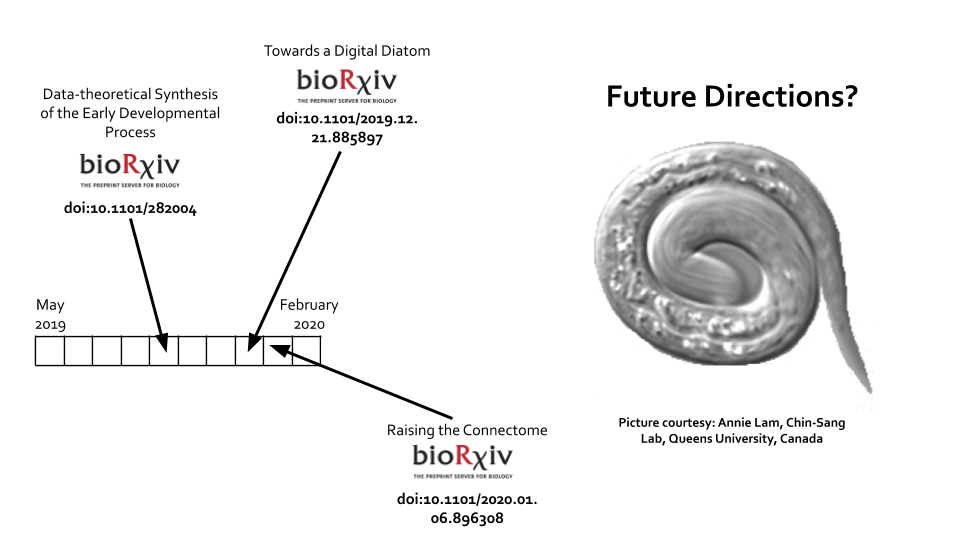 Towards a Digital Diatom
bioRχiv
THE PREPRINT SERVER FOR BIOLOGY
doi:10.1101/2019.12.
21.885897
Data-theoretical Synthesis
of the Early Developmental
Process
bioRχiv
THE PREPRINT SERVER FOR BIOLOGY
doi:10.1101/282004
May
2019
February
2020
Raising the Connectome
bioRχiv
THE PREPRINT SERVER FOR BIOLOGY
doi:10.1101/2020.01.
06.896308
Future Directions?
Picture courtesy: Annie Lam, Chin-Sang
Lab, Queens University, Canada